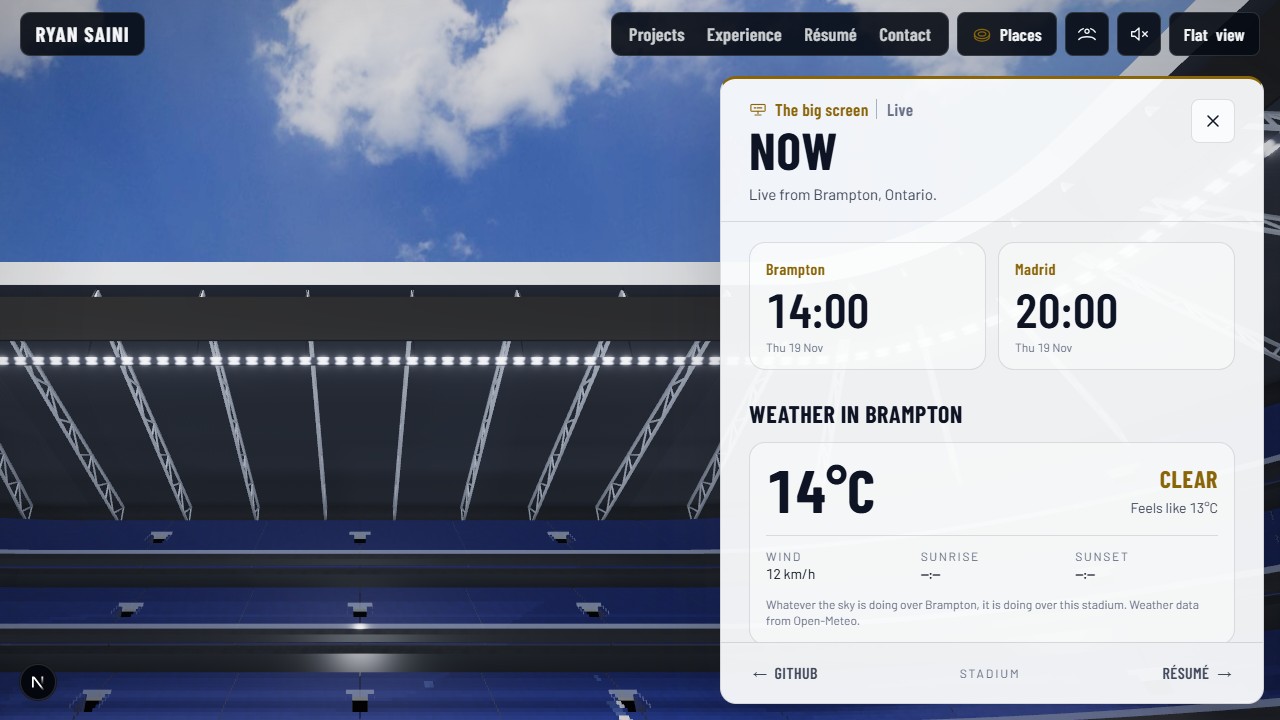 RYAN SAINI
Projects Experience Résumé Contact Places Flat view
The big screen Live
NOW
Live from Brampton, Ontario.
Brampton
14:00
Thu 19 Nov
Madrid
20:00
Thu 19 Nov
WEATHER IN BRAMPTON
14°C
CLEAR
Feels like 13°C
WIND SUNRISE SUNSET
12 km/h –:– –:–
Whatever the sky is doing over Brampton, it is doing over this stadium. Weather data
from Open-Meteo.
← GITHUB STADIUM RÉSUMÉ →
N